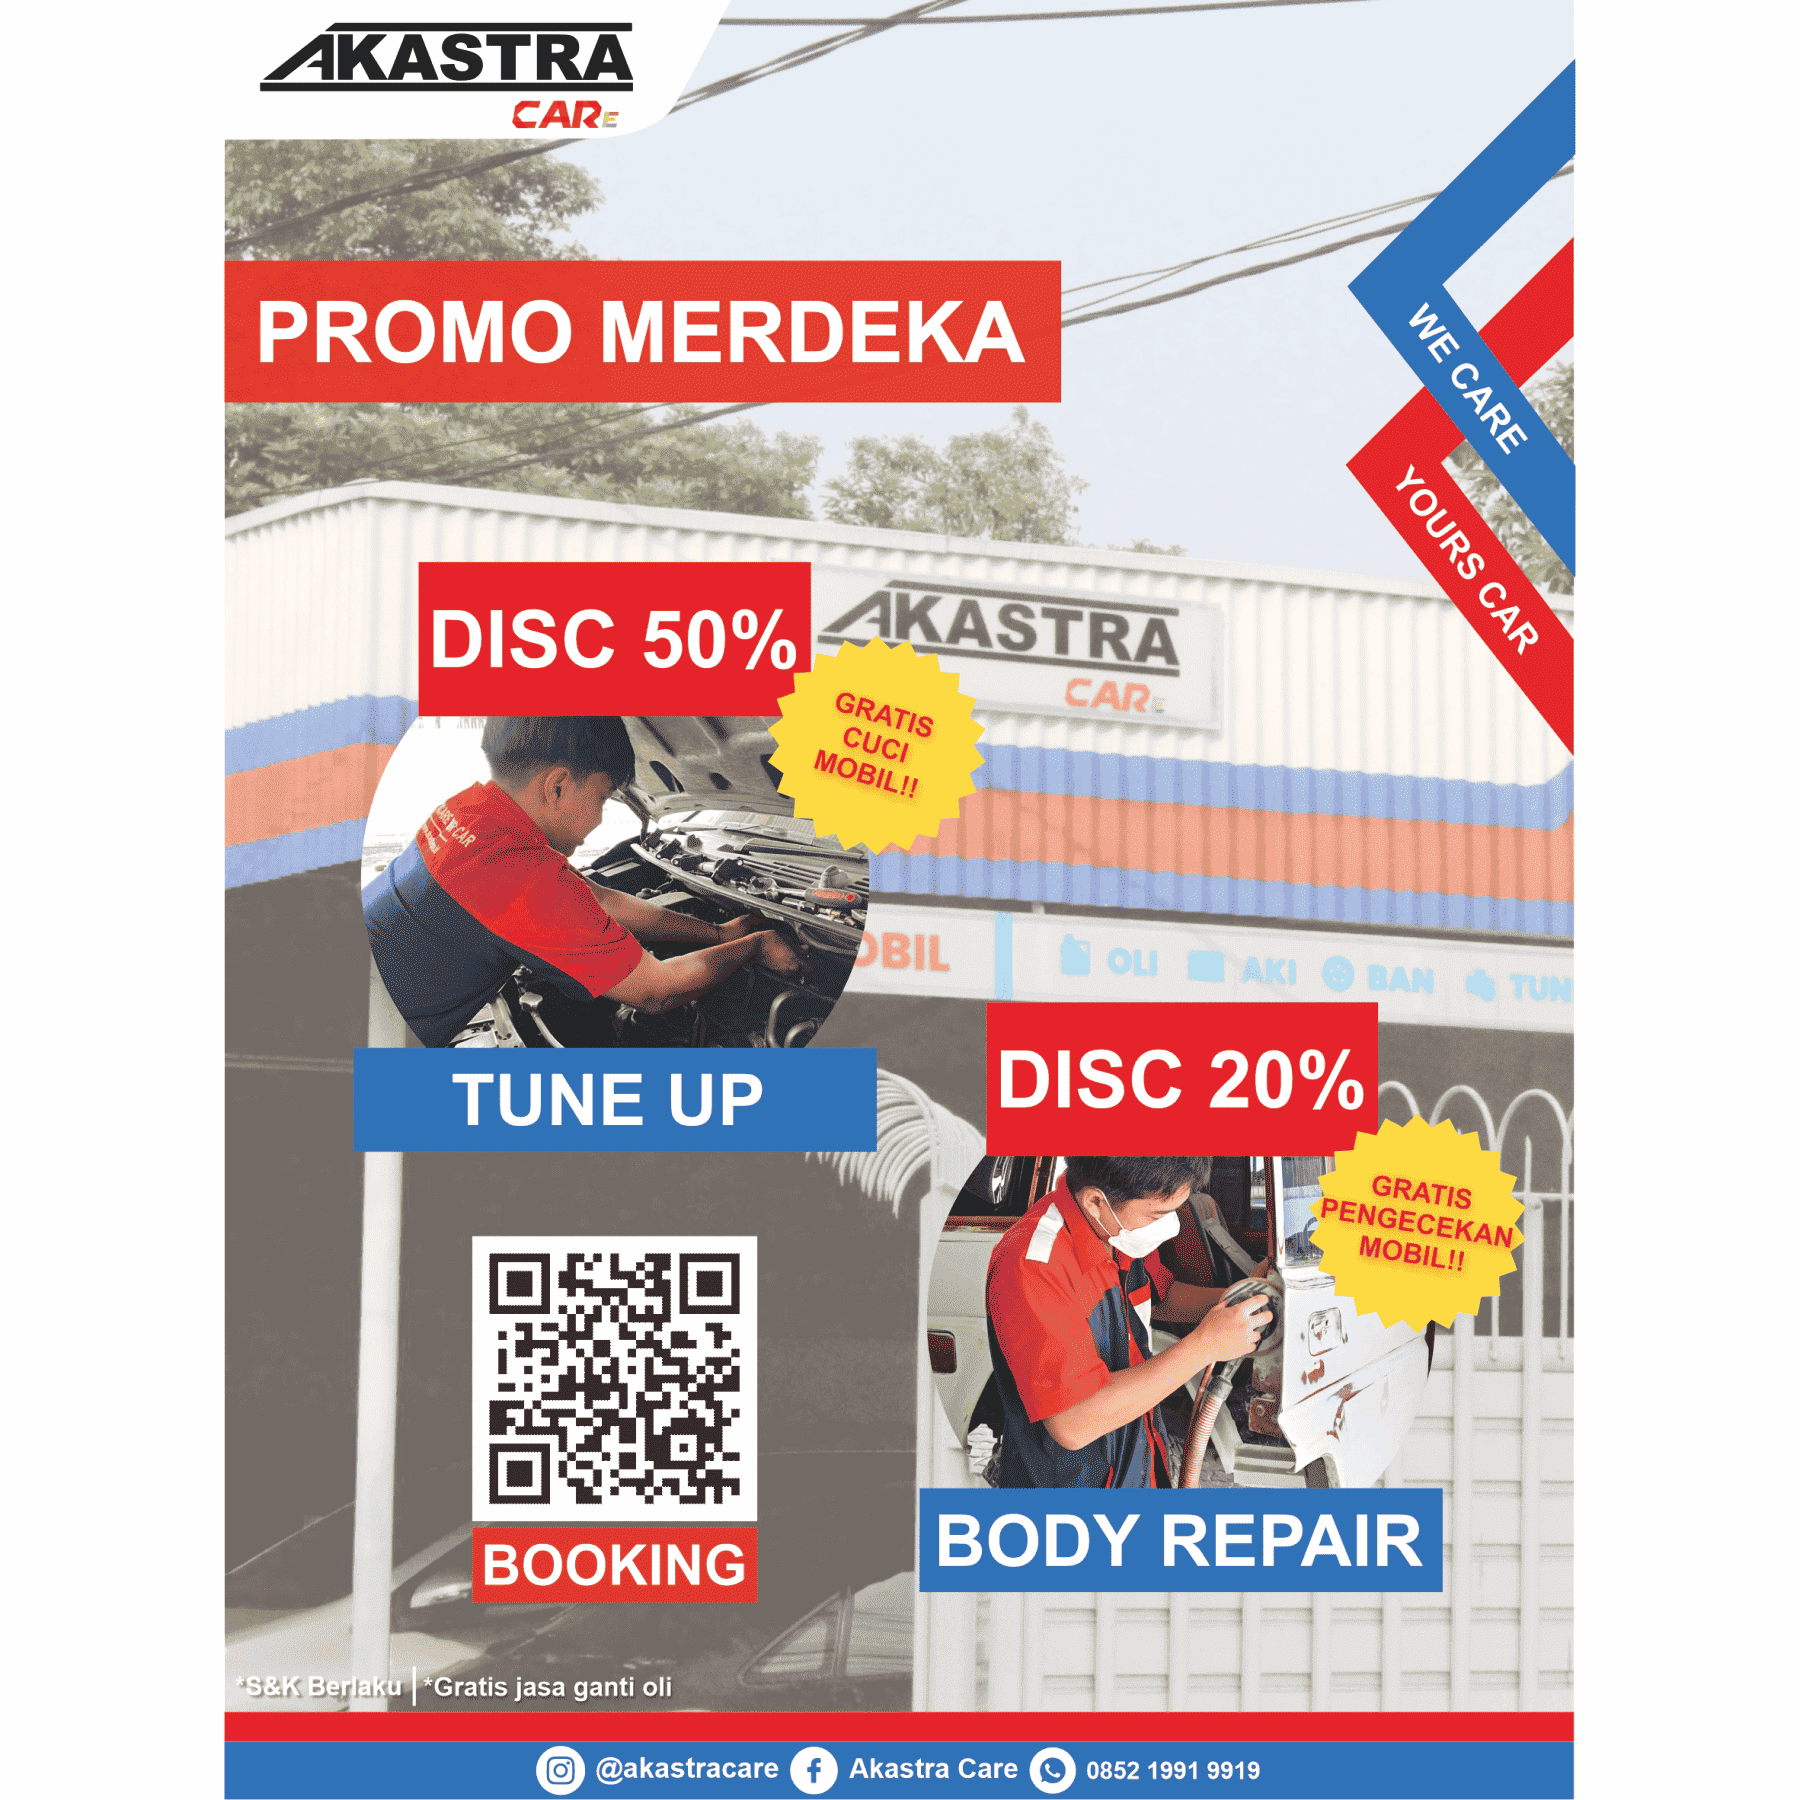 AKASTRA
CARE
PROMO MERDEKA
WE CARE
YOURS CAR
DISC 50%
AKASTRA
CARE
GRATIS
CUCI
MOBIL!!
CAR
OBIL
OLI AKI BAN TUN
TUNE UP
DISC 20%
GRATIS
PENGECEKAN
MOBIL!!
BOOKING
BODY REPAIR
*S&K Berlaku | *Gratis jasa ganti oli
@akastracare Akastra Care 0852 1991 9919